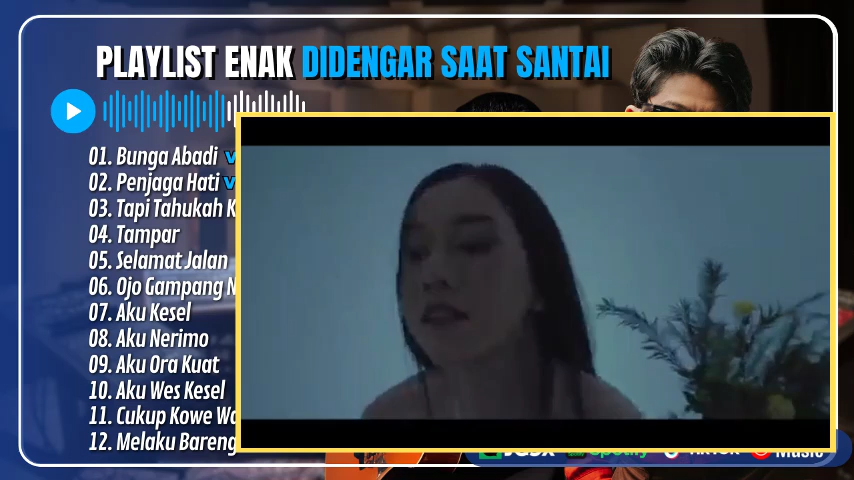 PLAYLIST ENAK DIDENGAR SAAT SANTAI
01. Bunga Abadi
02. Penjaga Hati
03. Tapi Tahukah K
04. Tampar
05. Selamat Jalan
06. Ojo Gampang N
07. Aku Kesel
08. Aku Nerimo
09. Aku Ora Kuat
10. Aku Wes Kesel
11. Cukup Kowe Wa
12. Melaku Bareng
Spotify Music